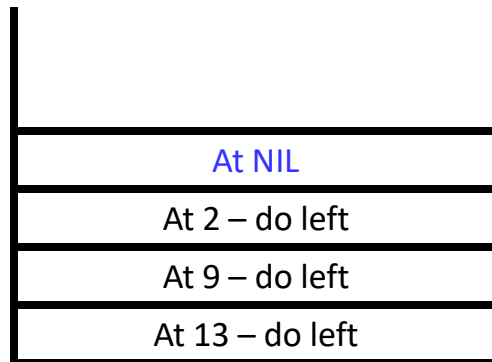 At NIL
At 2 – do left
At 9 – do left
At 13 – do left